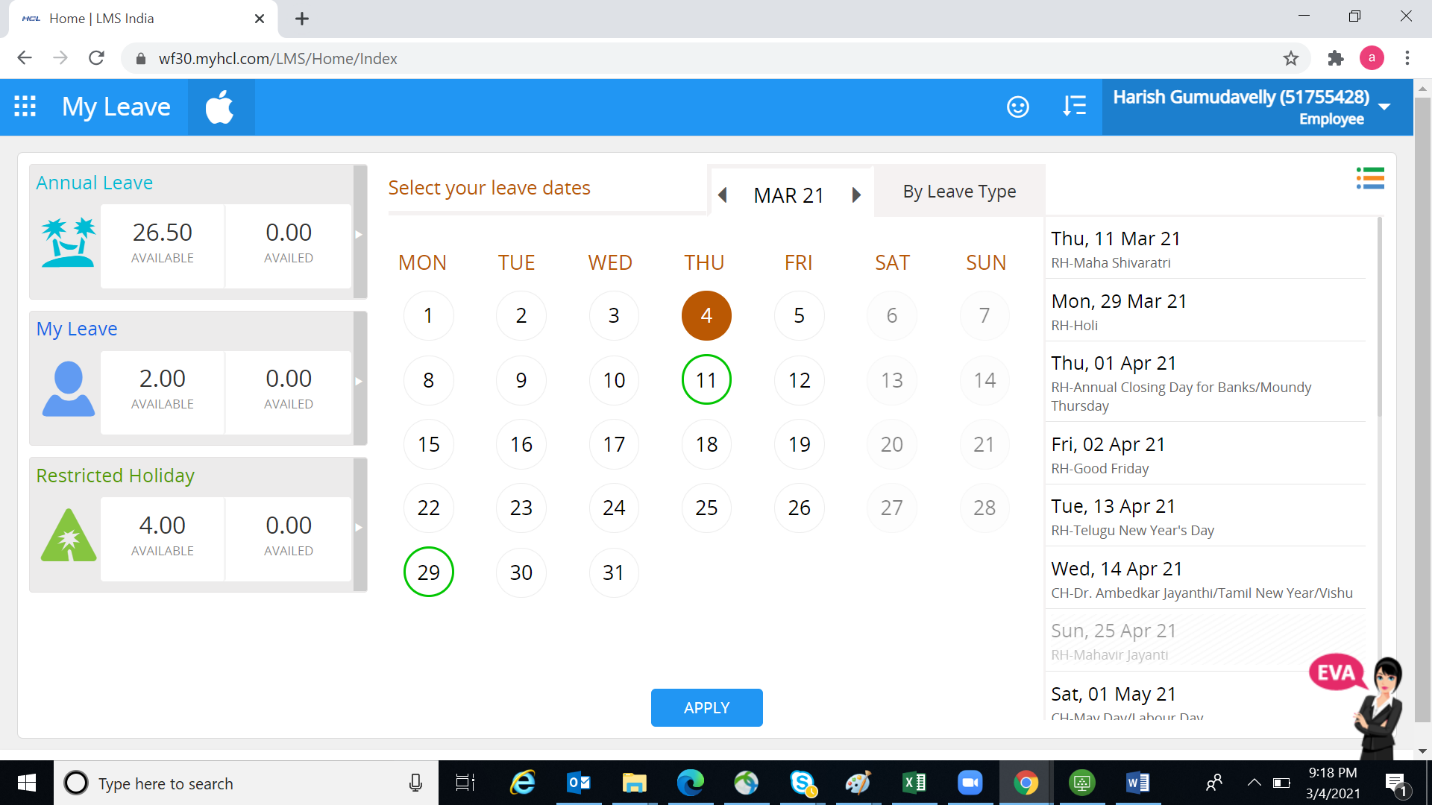 HCL Home | LMS India
wf30.myhcl.com/LMS/Home/Index
a
My Leave
Harish Gumudavelly (51755428)
Employee
Annual Leave
26.50
AVAILABLE
0.00
AVAILED
My Leave
2.00
AVAILABLE
0.00
AVAILED
Restricted Holiday
4.00
AVAILABLE
0.00
AVAILED
Select your leave dates
MAR 21
By Leave Type
MON TUE WED THU FRI SAT SUN
1 2 3 4 5 6 7
8 9 10 11 12 13 14
15 16 17 18 19 20 21
22 23 24 25 26 27 28
29 30 31
APPLY
Thu, 11 Mar 21
RH-Maha Shivaratri
Mon, 29 Mar 21
RH-Holi
Thu, 01 Apr 21
RH-Annual Closing Day for Banks/Moundy
Thursday
Fri, 02 Apr 21
RH-Good Friday
Tue, 13 Apr 21
RH-Telugu New Year's Day
Wed, 14 Apr 21
CH-Dr. Ambedkar Jayanthi/Tamil New Year/Vishu
Sun, 25 Apr 21
RH-Mahavir Jayanti
Sat, 01 May 21
CH-May Day/Labour Day
EVA
Type here to search
9:18 PM
3/4/2021
1